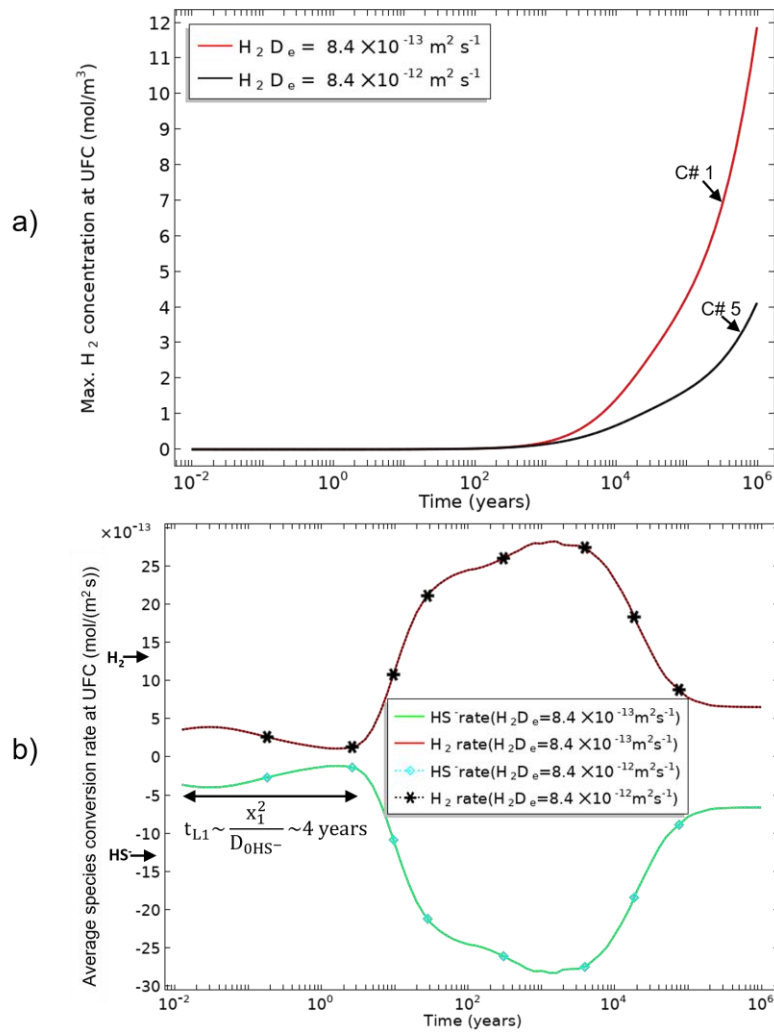 a)
Max. H₂ concentration at UFC (mol/m³)
12
11
10
9
8
7
6
5
4
3
2
1
0
H₂ Dₑ = 8.4 ×10⁻¹³ m² s⁻¹
H₂ Dₑ = 8.4 ×10⁻¹² m² s⁻¹
C# 1
C# 5
10⁻² 10⁰ 10² 10⁴ 10⁶
Time (years)
b)
Average species conversion rate at UFC (mol/(m² s))
×10⁻¹³
25
20
15
10
5
0
-5
-10
-15
-20
-25
-30
H₂
HS⁻
HS⁻rate(H₂Dₑ=8.4 ×10⁻¹³m²s⁻¹)
H₂ rate(H₂Dₑ=8.4 ×10⁻¹³m²s⁻¹)
HS⁻rate(H₂Dₑ=8.4 ×10⁻¹²m²s⁻¹)
H₂ rate(H₂Dₑ=8.4 ×10⁻¹²m²s⁻¹)
t_L1~ x₁²/D_0HS⁻ ~4 years
10⁻² 10⁰ 10² 10⁴ 10⁶
Time (years)